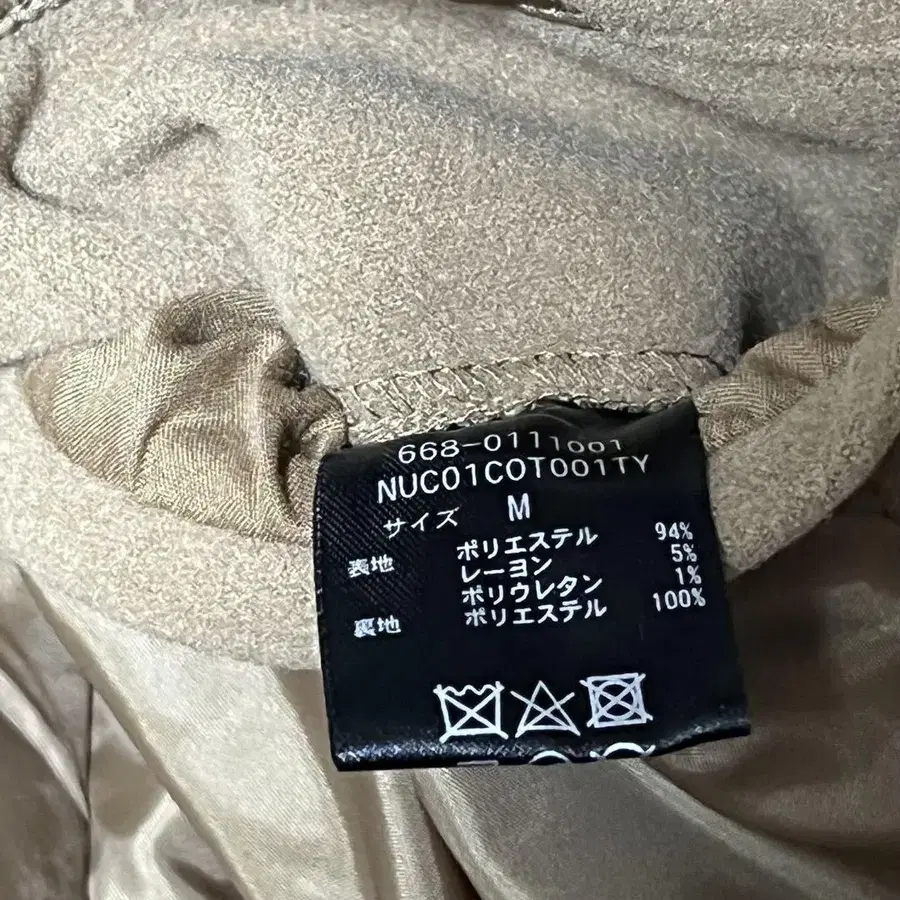 668-0111001
NUC01COT001TY
サイズ M
表地 ポリエステル 94%
レーヨン 5%
ポリウレタン 1%
裏地 ポリエステル 100%